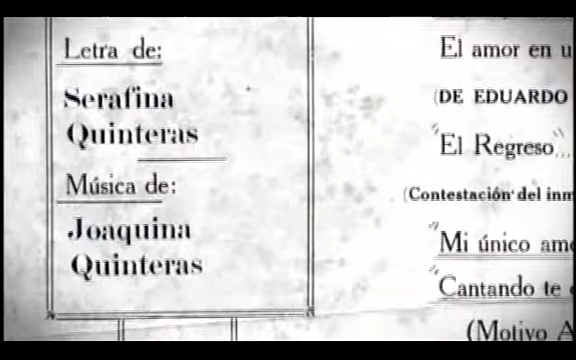 Letra de:
Serafina
Quinteras
Música de:
Joaquina
Quinteras
El amor en u
(DE EDUARDO
"El Regreso"...
(Contestación del inm
"Mi único amo
"Cantando te
(Motivo A